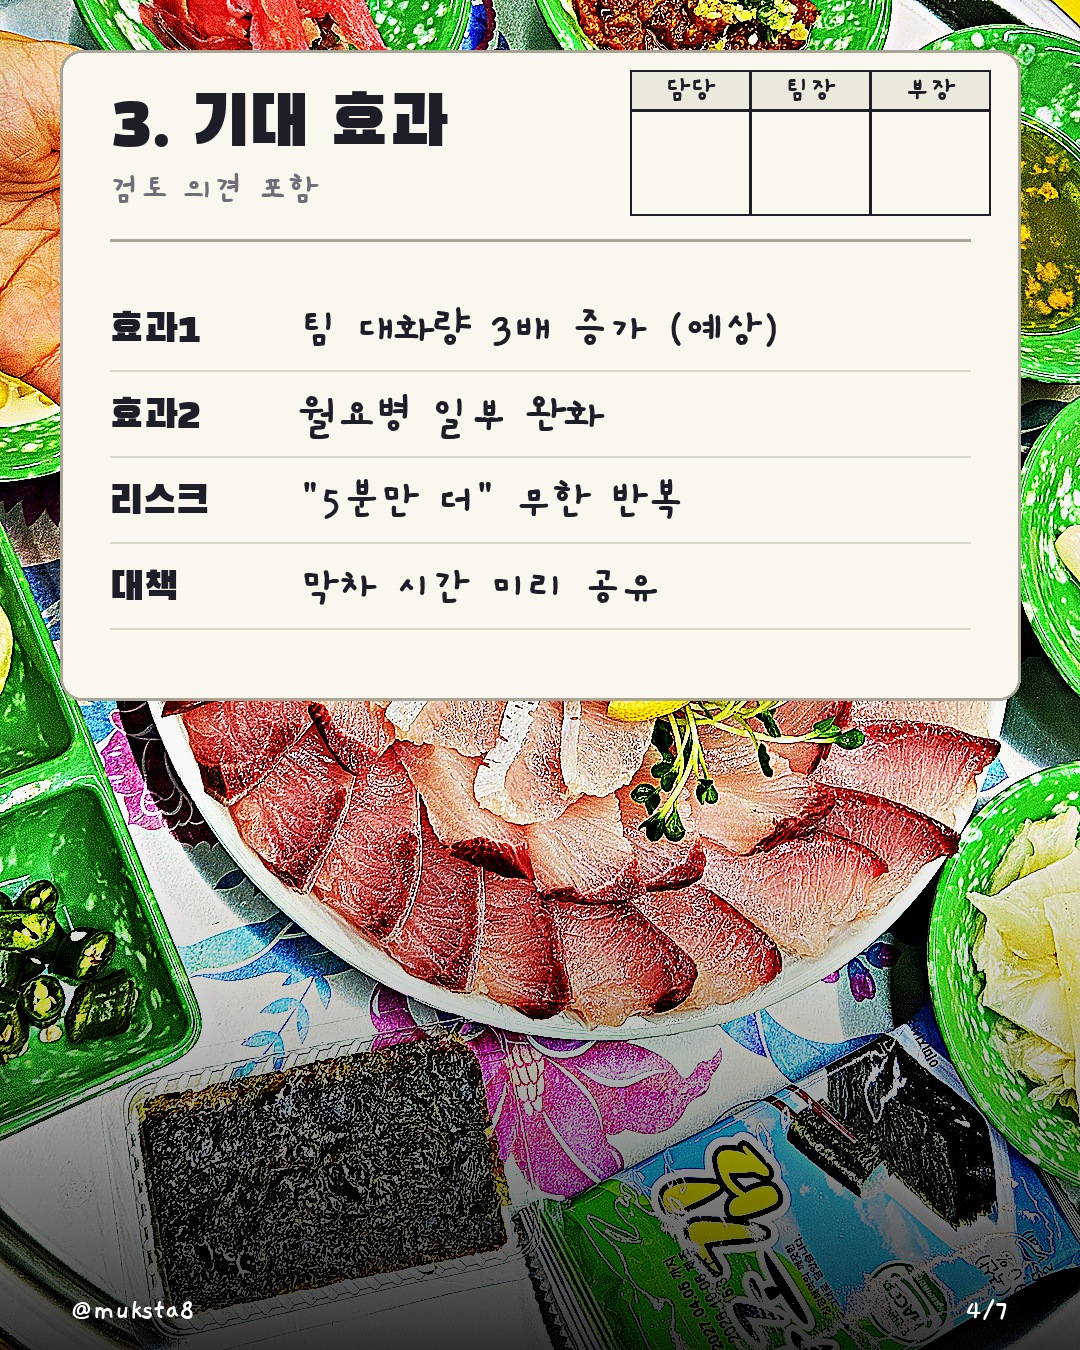 3. 기대 효과
검토 의견 포함
담당 팀장 부장
효과1 팀 대화량 3배 증가 (예상)
효과2 월요병 일부 완화
리스크 "5분만 더" 무한 반복
대책 막차 시간 미리 공유
@muksta8
4/7